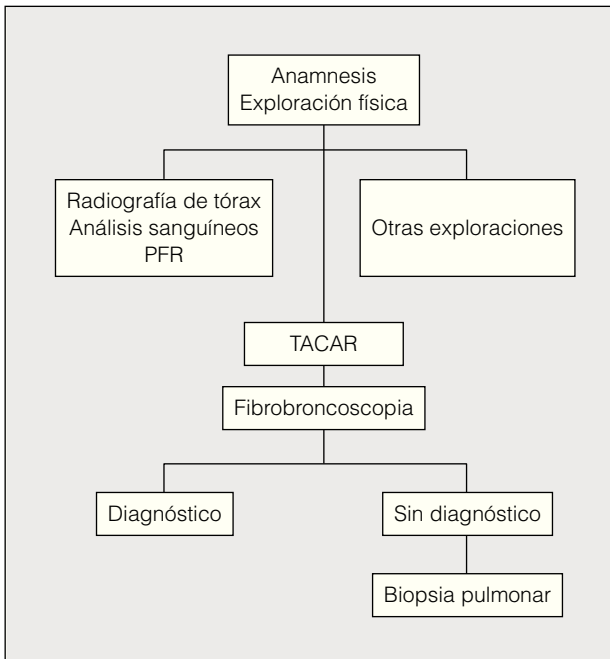 Anamnesis
Exploración física
Radiografía de tórax
Análisis sanguíneos
PFR
Otras exploraciones
TACAR
Fibrobroncoscopia
Diagnóstico
Sin diagnóstico
Biopsia pulmonar